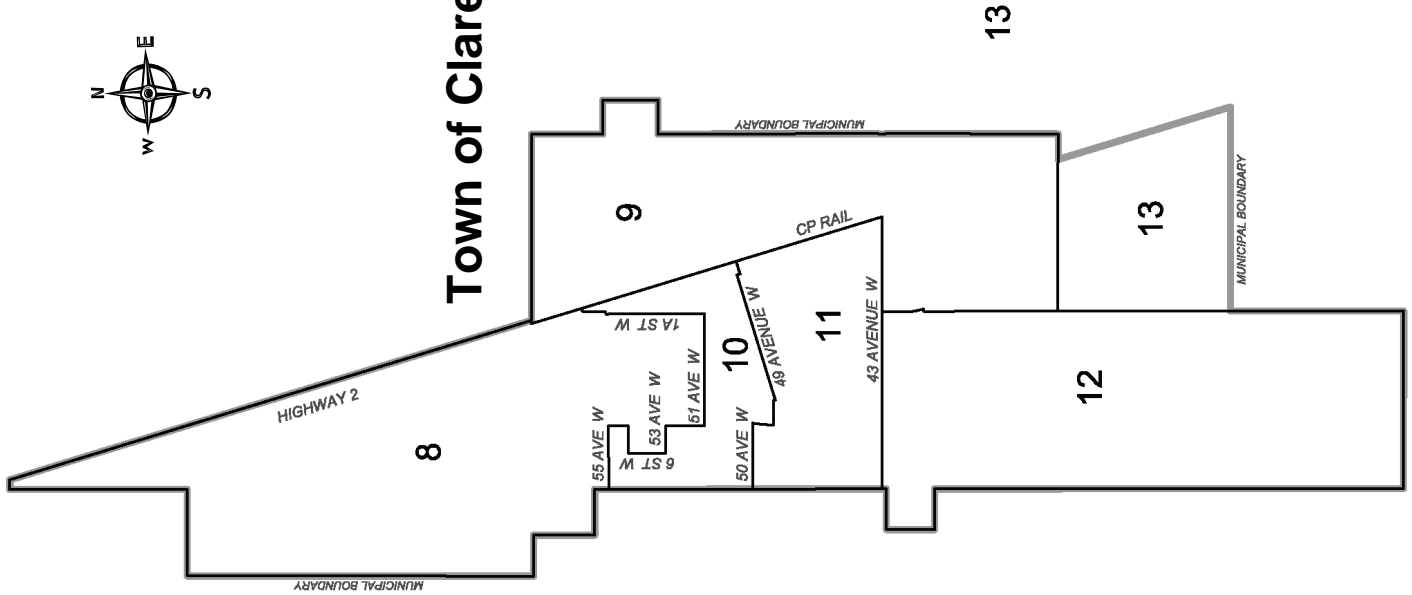 N
E
S
W
Town of Clare
13
MUNICIPAL BOUNDARY
9
CP RAIL
HIGHWAY 2
1A ST W
8
55 AVE W
53 AVE W
51 AVE W
6 ST W
10
49 AVENUE W
50 AVE W
11
43 AVENUE W
13
MUNICIPAL BOUNDARY
12
MUNICIPAL BOUNDARY